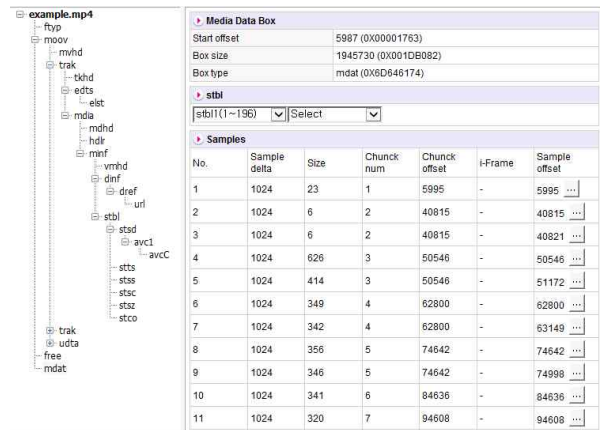 example.mp4
ftyp
moov
mvhd
trak
tkhd
edts
elst
mdia
mdhd
hdlr
minf
vmhd
dinf
dref
url
stbl
stsd
avc1
avcC
stts
stss
stsc
stsz
stco
trak
udta
free
mdat
Media Data Box
Start offset 5987 (0X00001763)
Box size 1945730 (0X001DB082)
Box type mdat (0X6D646174)
stbl
stbl1(1~196) Select
Samples
No. Sample delta Size Chunck num Chunck offset i-Frame Sample offset
1 1024 23 1 5995 - 5995 ...
2 1024 6 2 40815 - 40815 ...
3 1024 6 2 40815 - 40821 ...
4 1024 626 3 50546 - 50546 ...
5 1024 414 3 50546 - 51172 ...
6 1024 349 4 62800 - 62800 ...
7 1024 342 4 62800 - 63149 ...
8 1024 356 5 74642 - 74642 ...
9 1024 346 5 74642 - 74998 ...
10 1024 341 6 84636 - 84636 ...
11 1024 320 7 94608 - 94608 ...